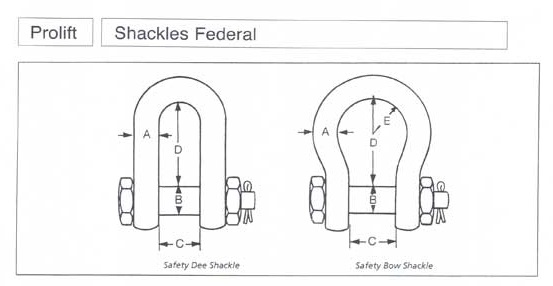 Prolift
Shackles Federal
A
D
B
C
A
E
D
B
C
Safety Dee Shackle
Safety Bow Shackle